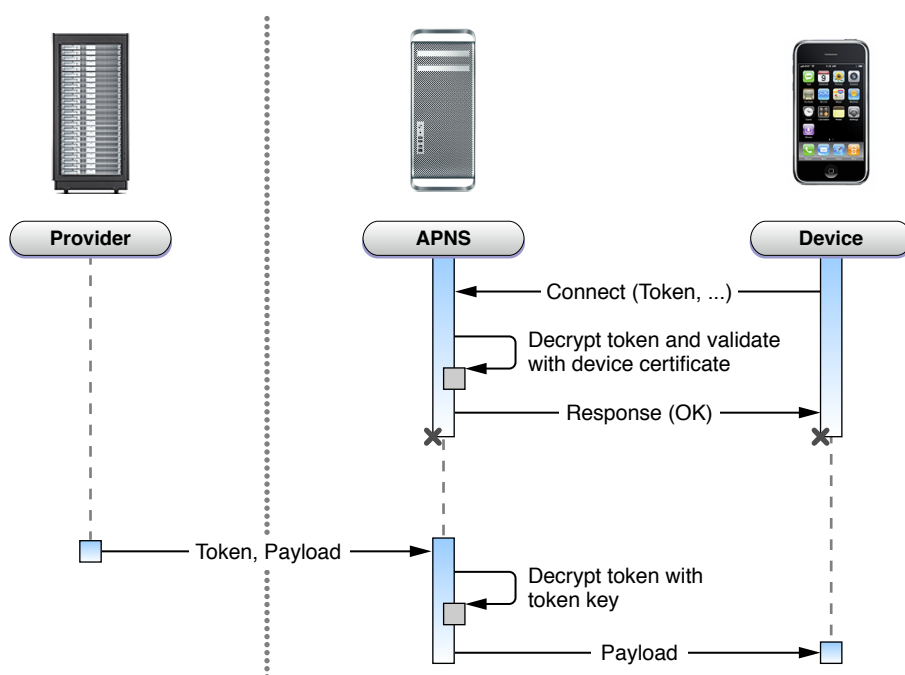 Provider
APNS
Device
Connect (Token, ...)
Decrypt token and validate
with device certificate
Response (OK)
Token, Payload
Decrypt token with
token key
Payload